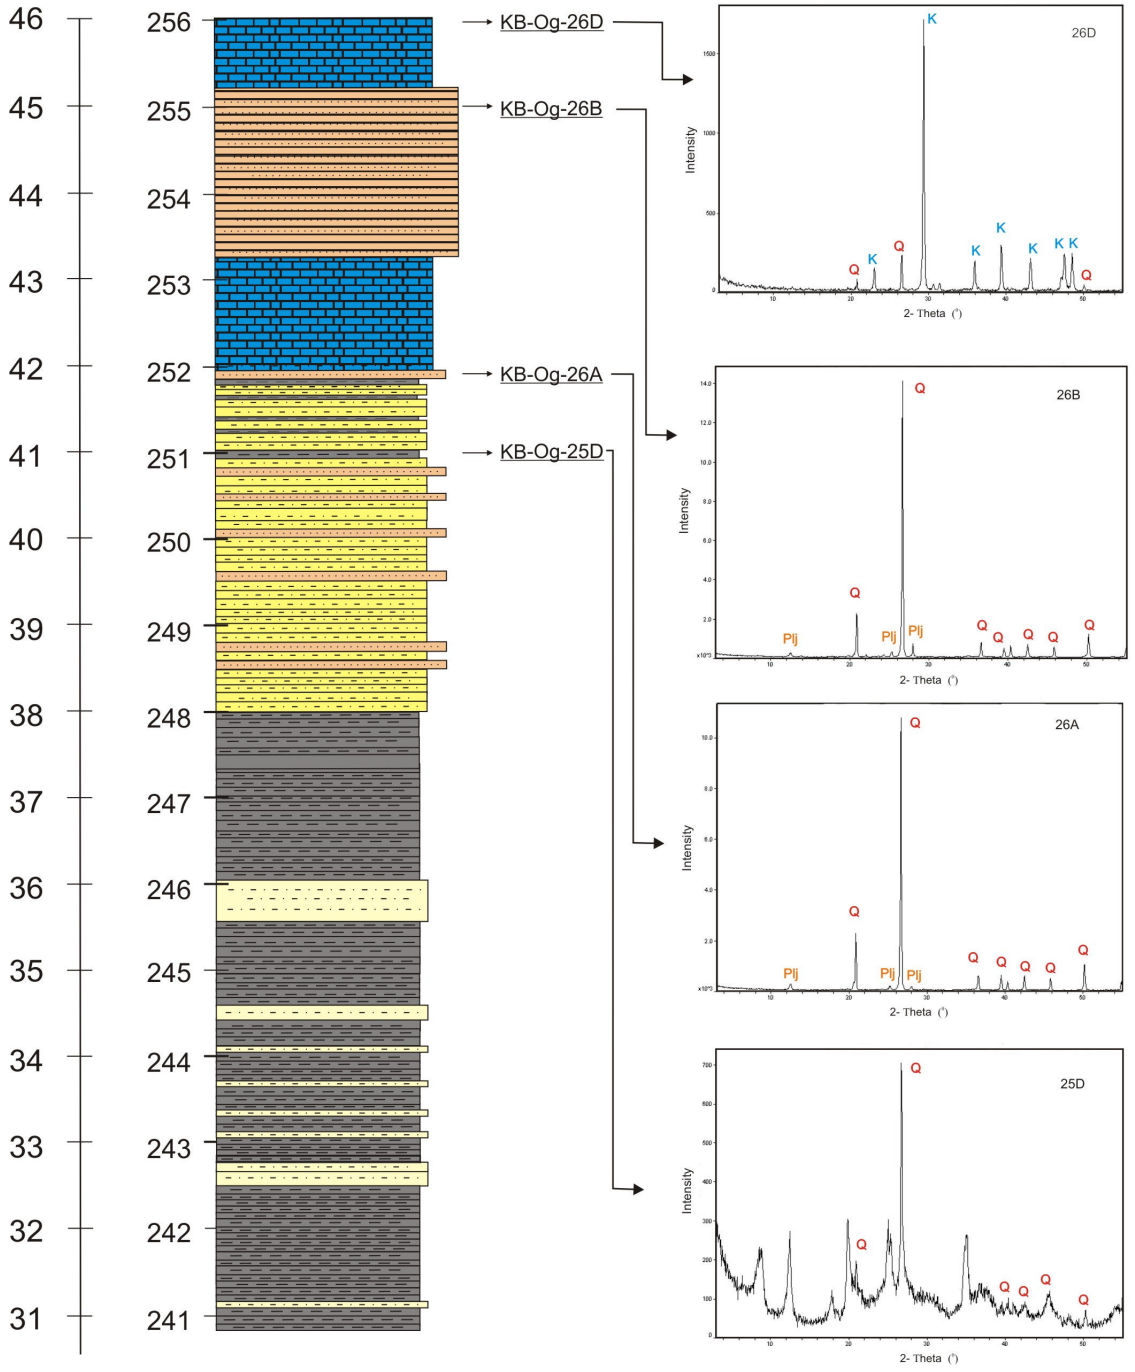 46 256 KB-Og-26D
45 255 KB-Og-26B
44 254
43 253
42 252 KB-Og-26A
41 251 KB-Og-25D
40 250
39 249
38 248
37 247
36 246
35 245
34 244
33 243
32 242
31 241
26D
K
1500
1000
500
0
Intensity
Q K Q K K K K K Q
10 20 30 40 50
2- Theta (°)
26B
Q
14.0
12.0
10.0
8.0
6.0
4.0
2.0
x10^3
Intensity
Plj Q Plj Plj Q Q Q Q Q
10 20 30 40 50
2- Theta (°)
26A
Q
10.0
8.0
6.0
4.0
2.0
x10^3
Intensity
Plj Q Plj Plj Q Q Q Q Q
10 20 30 40 50
2- Theta (°)
25D
Q
700
600
500
400
300
200
100
0
Intensity
Q Q Q Q Q
10 20 30 40 50
2- Theta (°)